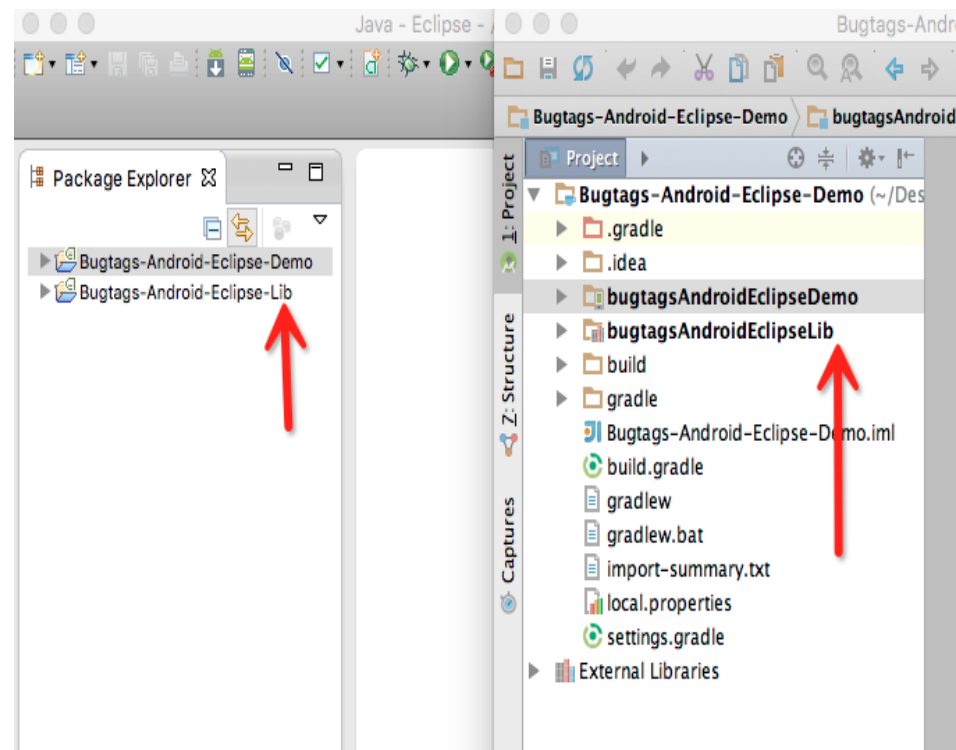 Java - Eclipse - /
Package Explorer
Bugtags-Android-Eclipse-Demo
Bugtags-Android-Eclipse-Lib
Bugtags-Andr
Bugtags-Android-Eclipse-Demo
bugtagsAndroid
1: Project
Z: Structure
Captures
Project
Bugtags-Android-Eclipse-Demo (~/Des
.gradle
.idea
bugtagsAndroidEclipseDemo
bugtagsAndroidEclipseLib
build
gradle
Bugtags-Android-Eclipse-Demo.iml
build.gradle
gradlew
gradlew.bat
import-summary.txt
local.properties
settings.gradle
External Libraries